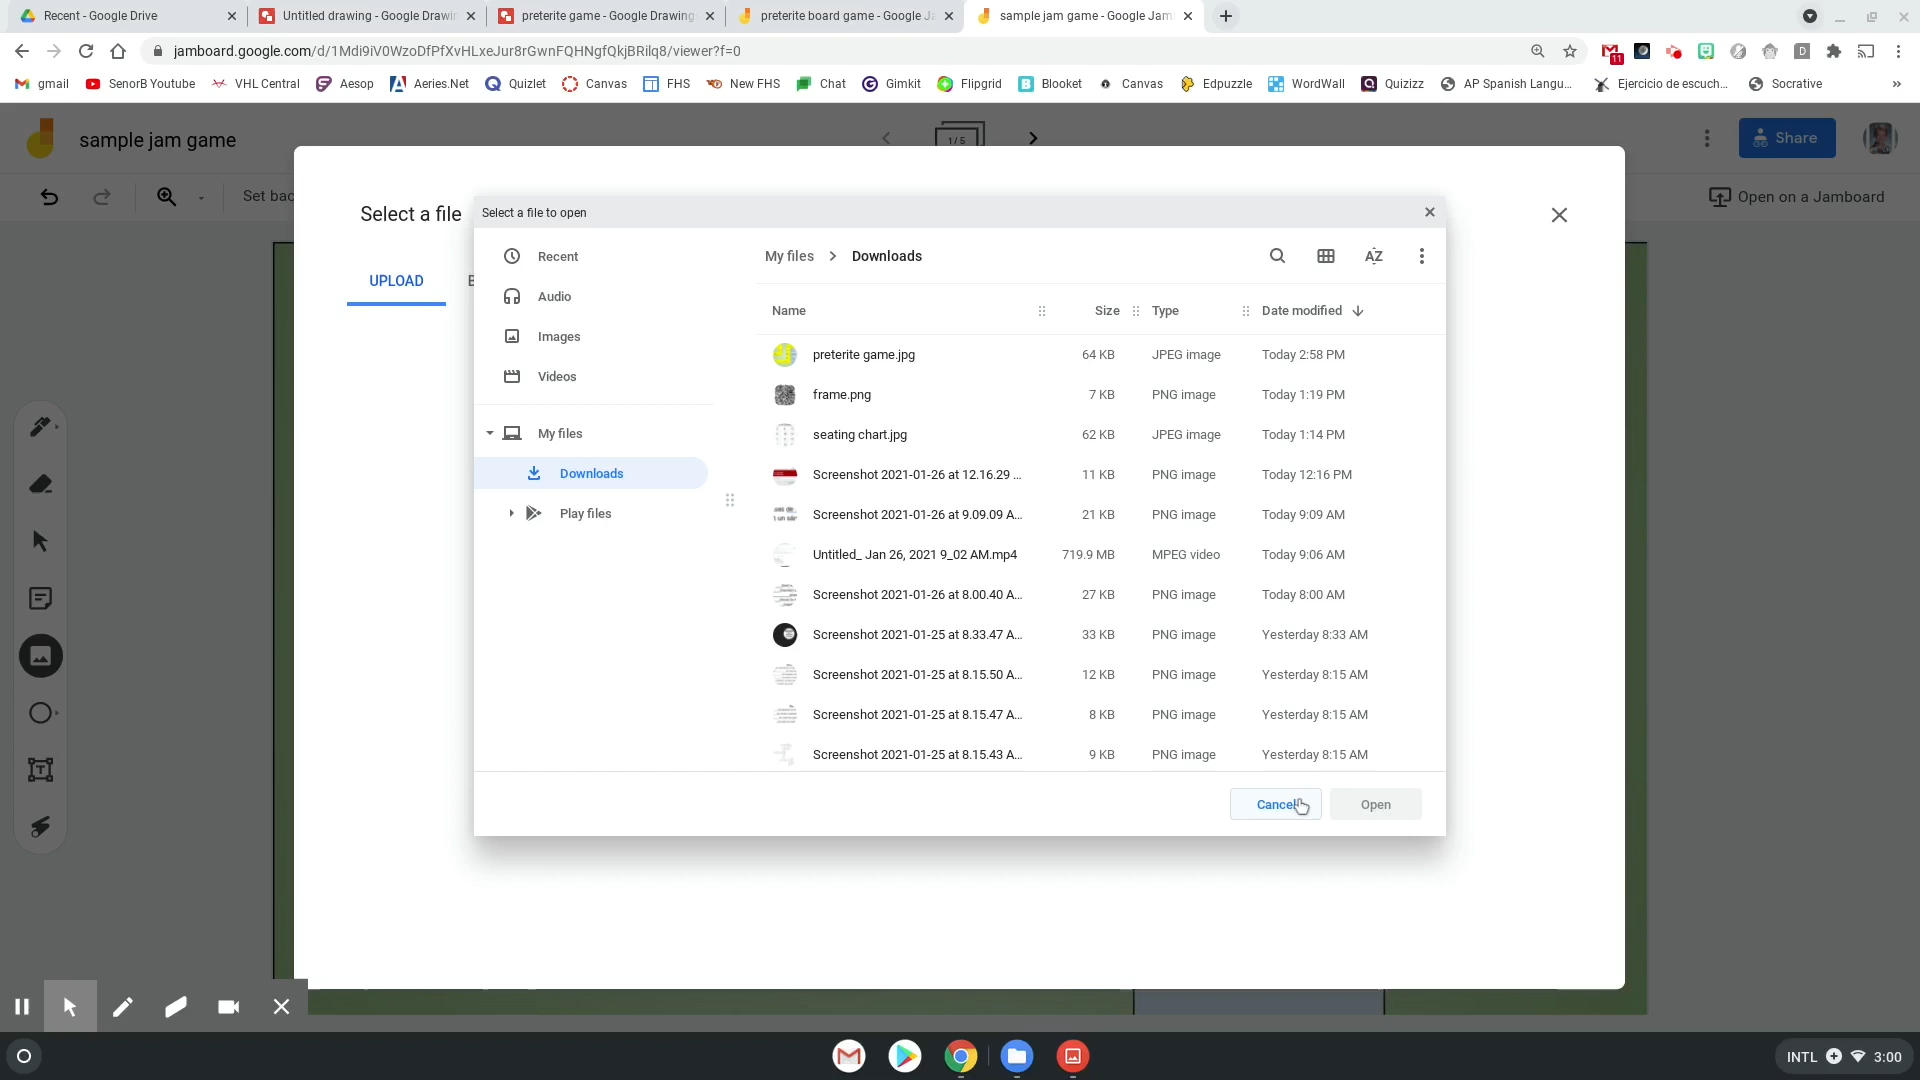 Recent - Google Drive
Untitled drawing - Google Drawin
preterite game - Google Drawing
preterite board game - Google Ja
sample jam game - Google Jam
jamboard.google.com/d/1Mdi9iV0WzoDfPfXvHLxeJur8rGwnFQHNgfQkjBRilq8/viewer?f=0
11
gmail
SenorB Youtube
VHL Central
Aesop
Aeries.Net
Quizlet
Canvas
FHS
New FHS
Chat
Gimkit
Flipgrid
Blooket
Canvas
Edpuzzle
WordWall
Quizizz
AP Spanish Langu...
Ejercicio de escuch...
Socrative
sample jam game
1/5
Share
Set bac
Open on a Jamboard
Select a file
UPLOAD
Select a file to open
Recent
Audio
Images
Videos
My files
Downloads
Play files
My files > Downloads
AZ
Name Size Type Date modified
preterite game.jpg 64 KB JPEG image Today 2:58 PM
frame.png 7 KB PNG image Today 1:19 PM
seating chart.jpg 62 KB JPEG image Today 1:14 PM
Screenshot 2021-01-26 at 12.16.29 ... 11 KB PNG image Today 12:16 PM
Screenshot 2021-01-26 at 9.09.09 A... 21 KB PNG image Today 9:09 AM
Untitled_ Jan 26, 2021 9_02 AM.mp4 719.9 MB MPEG video Today 9:06 AM
Screenshot 2021-01-26 at 8.00.40 A... 27 KB PNG image Today 8:00 AM
Screenshot 2021-01-25 at 8.33.47 A... 33 KB PNG image Yesterday 8:33 AM
Screenshot 2021-01-25 at 8.15.50 A... 12 KB PNG image Yesterday 8:15 AM
Screenshot 2021-01-25 at 8.15.47 A... 8 KB PNG image Yesterday 8:15 AM
Screenshot 2021-01-25 at 8.15.43 A... 9 KB PNG image Yesterday 8:15 AM
Cancel
Open
INTL
3:00